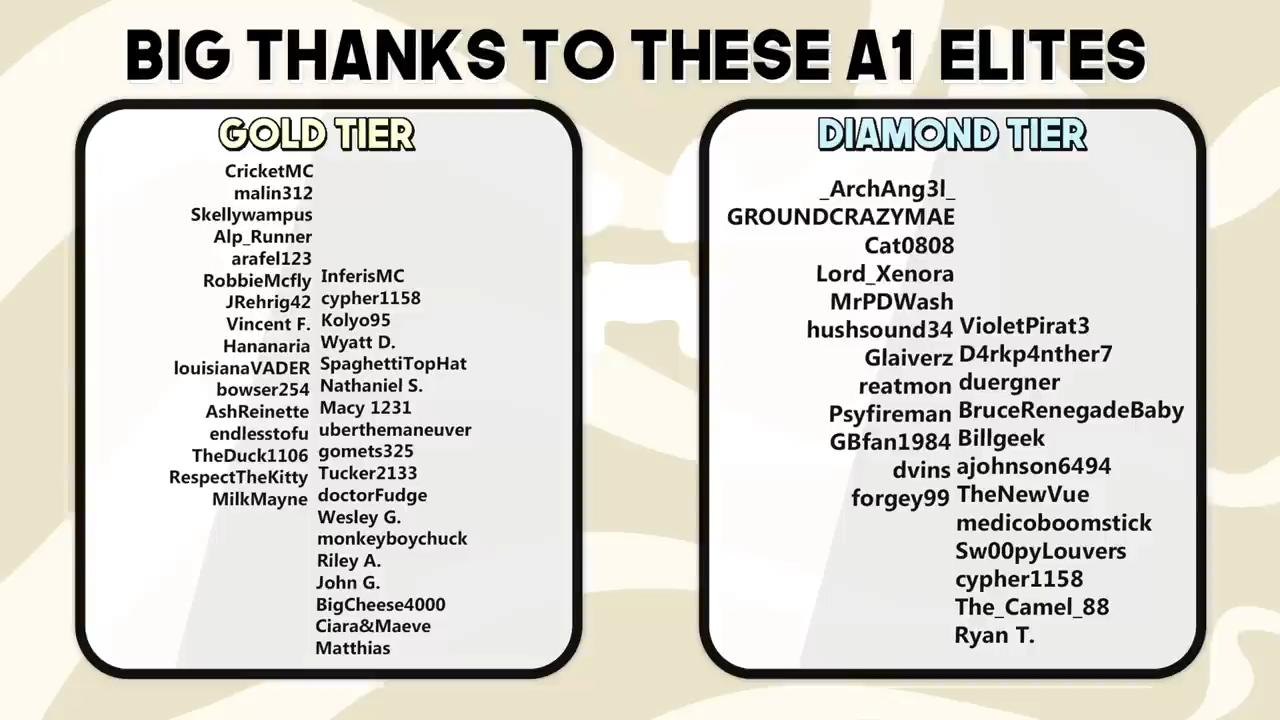 BIG THANKS TO THESE A1 ELITES
GOLD TIER
CricketMC
malin312
Skellywampus
Alp_Runner
arafel123
RobbieMcfly
JRehrig42
Vincent F.
Hananaria
louisianaVADER
bowser254
AshReinette
endlesstofu
TheDuck1106
RespectTheKitty
MilkMayne
InferisMC
cypher1158
Kolyo95
Wyatt D.
SpaghettiTopHat
Nathaniel S.
Macy 1231
uberthemaneuver
gomets325
Tucker2133
doctorFudge
Wesley G.
monkeyboychuck
Riley A.
John G.
BigCheese4000
Ciara&Maeve
Matthias
DIAMOND TIER
_ArchAng3l_
GROUNDCRAZYMAE
Cat0808
Lord_Xenora
MrPDWash
hushsound34
Glaiverz
reatmon
Psyfireman
GBfan1984
dvins
forgey99
VioletPirat3
D4rkp4nther7
duergner
BruceRenegadeBaby
Billgeek
ajohnson6494
TheNewVue
medicoboomstick
Sw00pyLouvers
cypher1158
The_Camel_88
Ryan T.